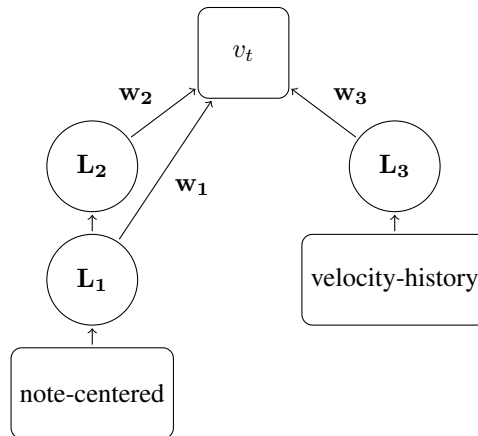 v_t
w_2
w_3
L_2
w_1
L_3
L_1
velocity-history
note-centered